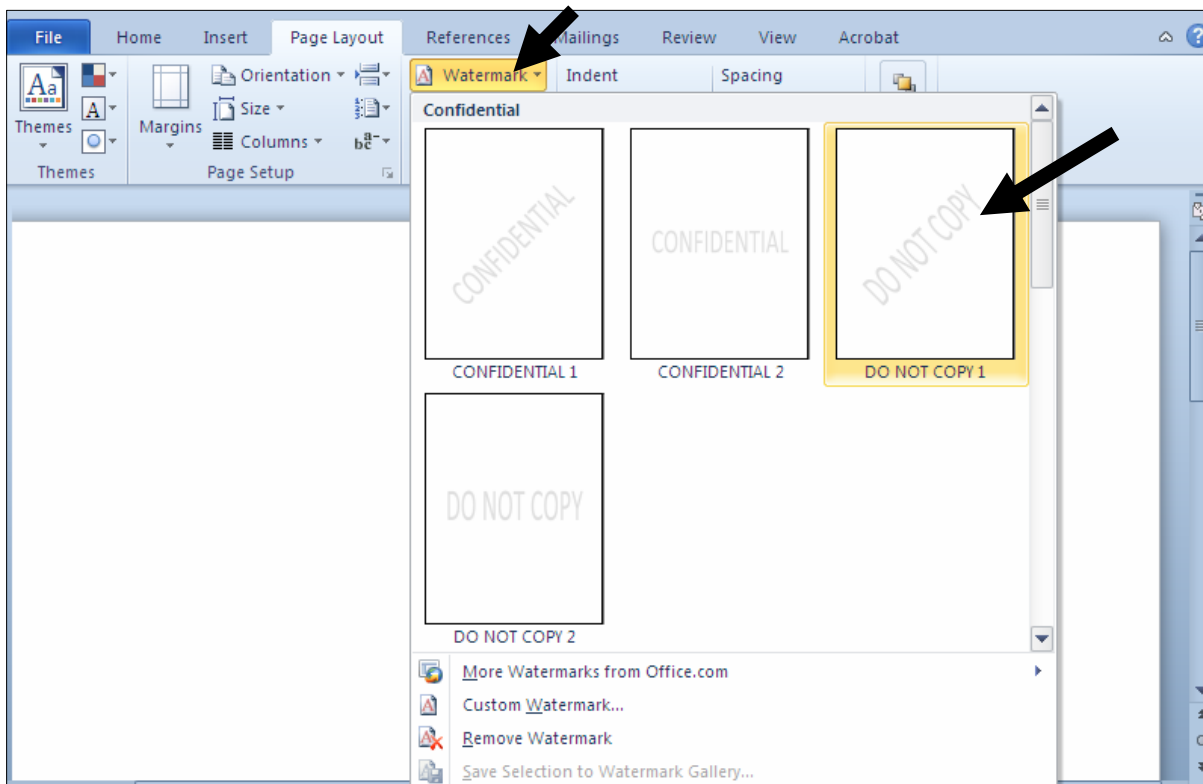 File Home Insert Page Layout References Mailings Review View Acrobat
Aa Orientation Watermark Indent Spacing
A Size
Themes Margins Columns
Themes Page Setup
Confidential
CONFIDENTIAL CONFIDENTIAL DO NOT COPY
CONFIDENTIAL 1 CONFIDENTIAL 2 DO NOT COPY 1
DO NOT COPY
DO NOT COPY 2
More Watermarks from Office.com
Custom Watermark...
Remove Watermark
Save Selection to Watermark Gallery...